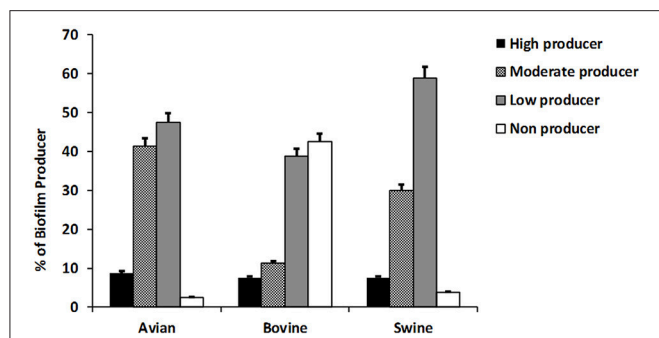 70
60
50
40
30
20
10
0
% of Biofilm Producer
Avian
Bovine
Swine
High producer
Moderate producer
Low producer
Non producer